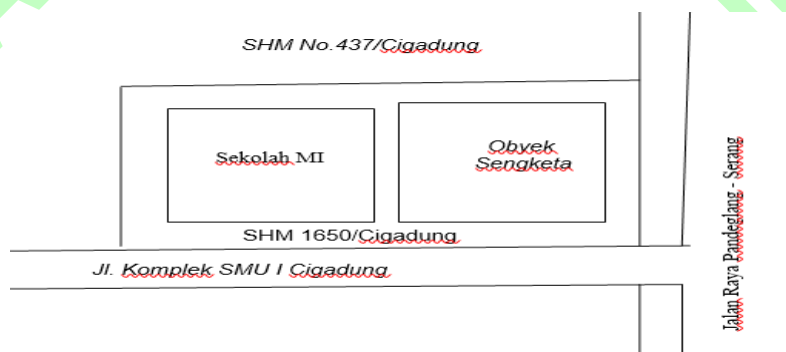 SHM No.437/Cigadung
Sekolah MI
Obyek
Sengketa
SHM 1650/Cigadung
Jl. Komplek SMU I Cigadung
Jalan Raya Pandeglang - Serang